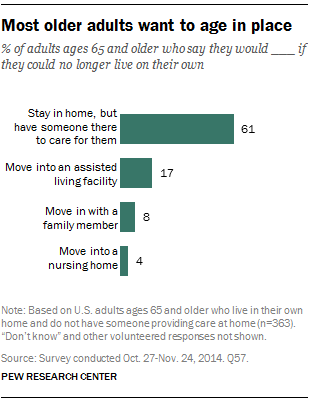 Most older adults want to age in place
% of adults ages 65 and older who say they would ___ if
they could no longer live on their own
Stay in home, but
have someone there
to care for them
61
Move into an assisted
living facility
17
Move in with a
family member
8
Move into a
nursing home
4
Note: Based on U.S. adults ages 65 and older who live in their own
home and do not have someone providing care at home (n=363).
“Don’t know” and other volunteered responses not shown.
Source: Survey conducted Oct. 27-Nov. 24, 2014. Q57.
PEW RESEARCH CENTER